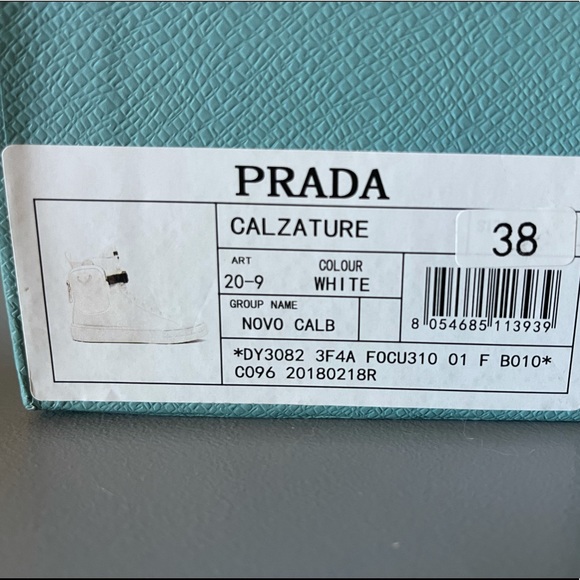 PRADA
CALZATURE
38
ART COLOUR
20-9 WHITE
GROUP NAME
NOVO CALB
8 054685 113939
*DY3082 3F4A FOCU310 01 F B010*
C096 20180218R